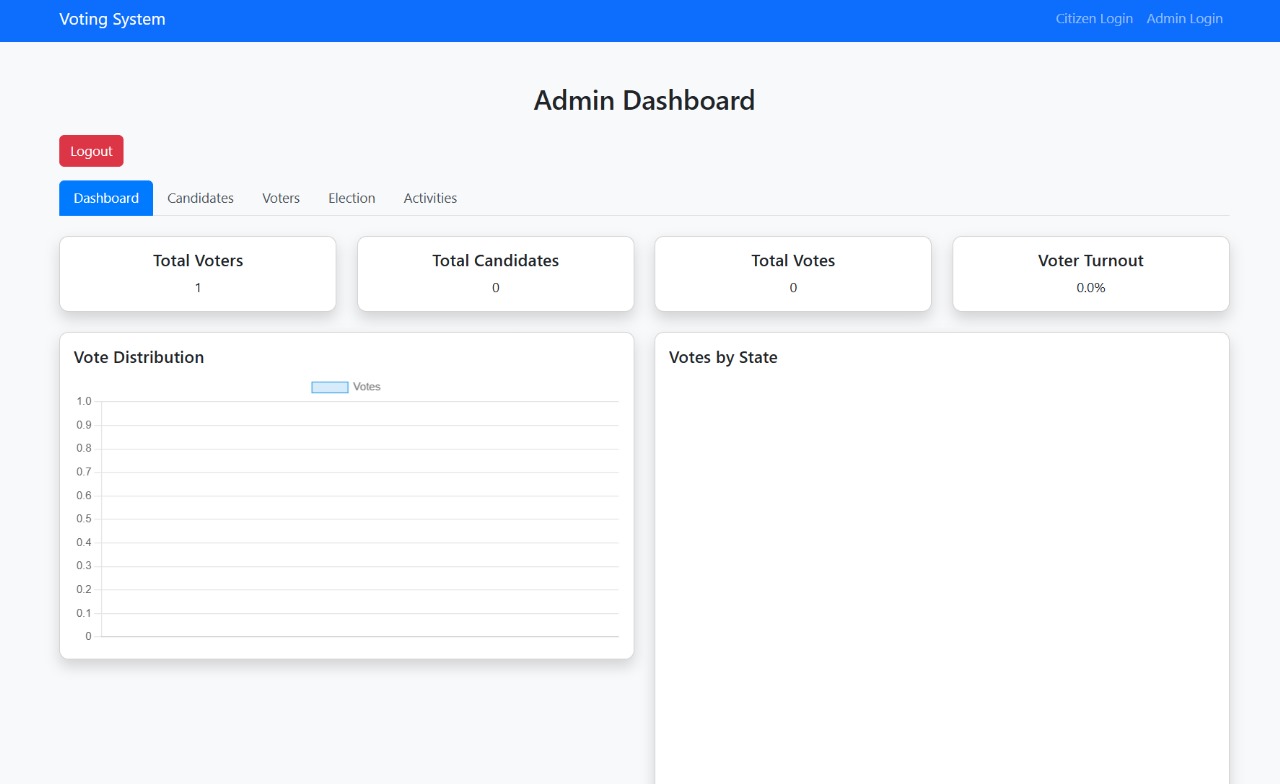 Voting System Citizen Login Admin Login
Admin Dashboard
Logout
Dashboard Candidates Voters Election Activities
Total Voters
1
Total Candidates
0
Total Votes
0
Voter Turnout
0.0%
Vote Distribution
Votes
1.0
0.9
0.8
0.7
0.6
0.5
0.4
0.3
0.2
0.1
0
Votes by State